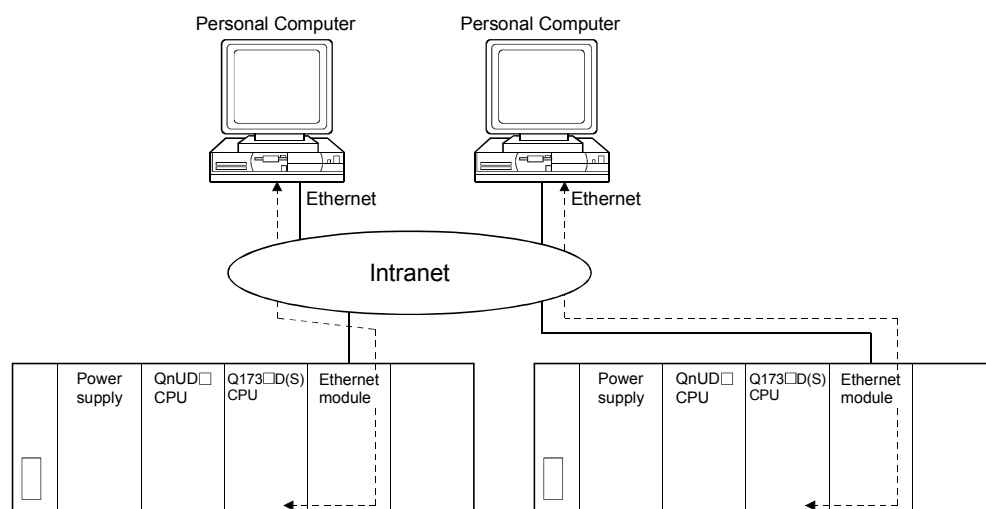 Personal Computer
Personal Computer
Ethernet
Ethernet
Intranet
Power
supply
QnUD□
CPU
Q173□D(S)
CPU
Ethernet
module
Power
supply
QnUD□
CPU
Q173□D(S)
CPU
Ethernet
module